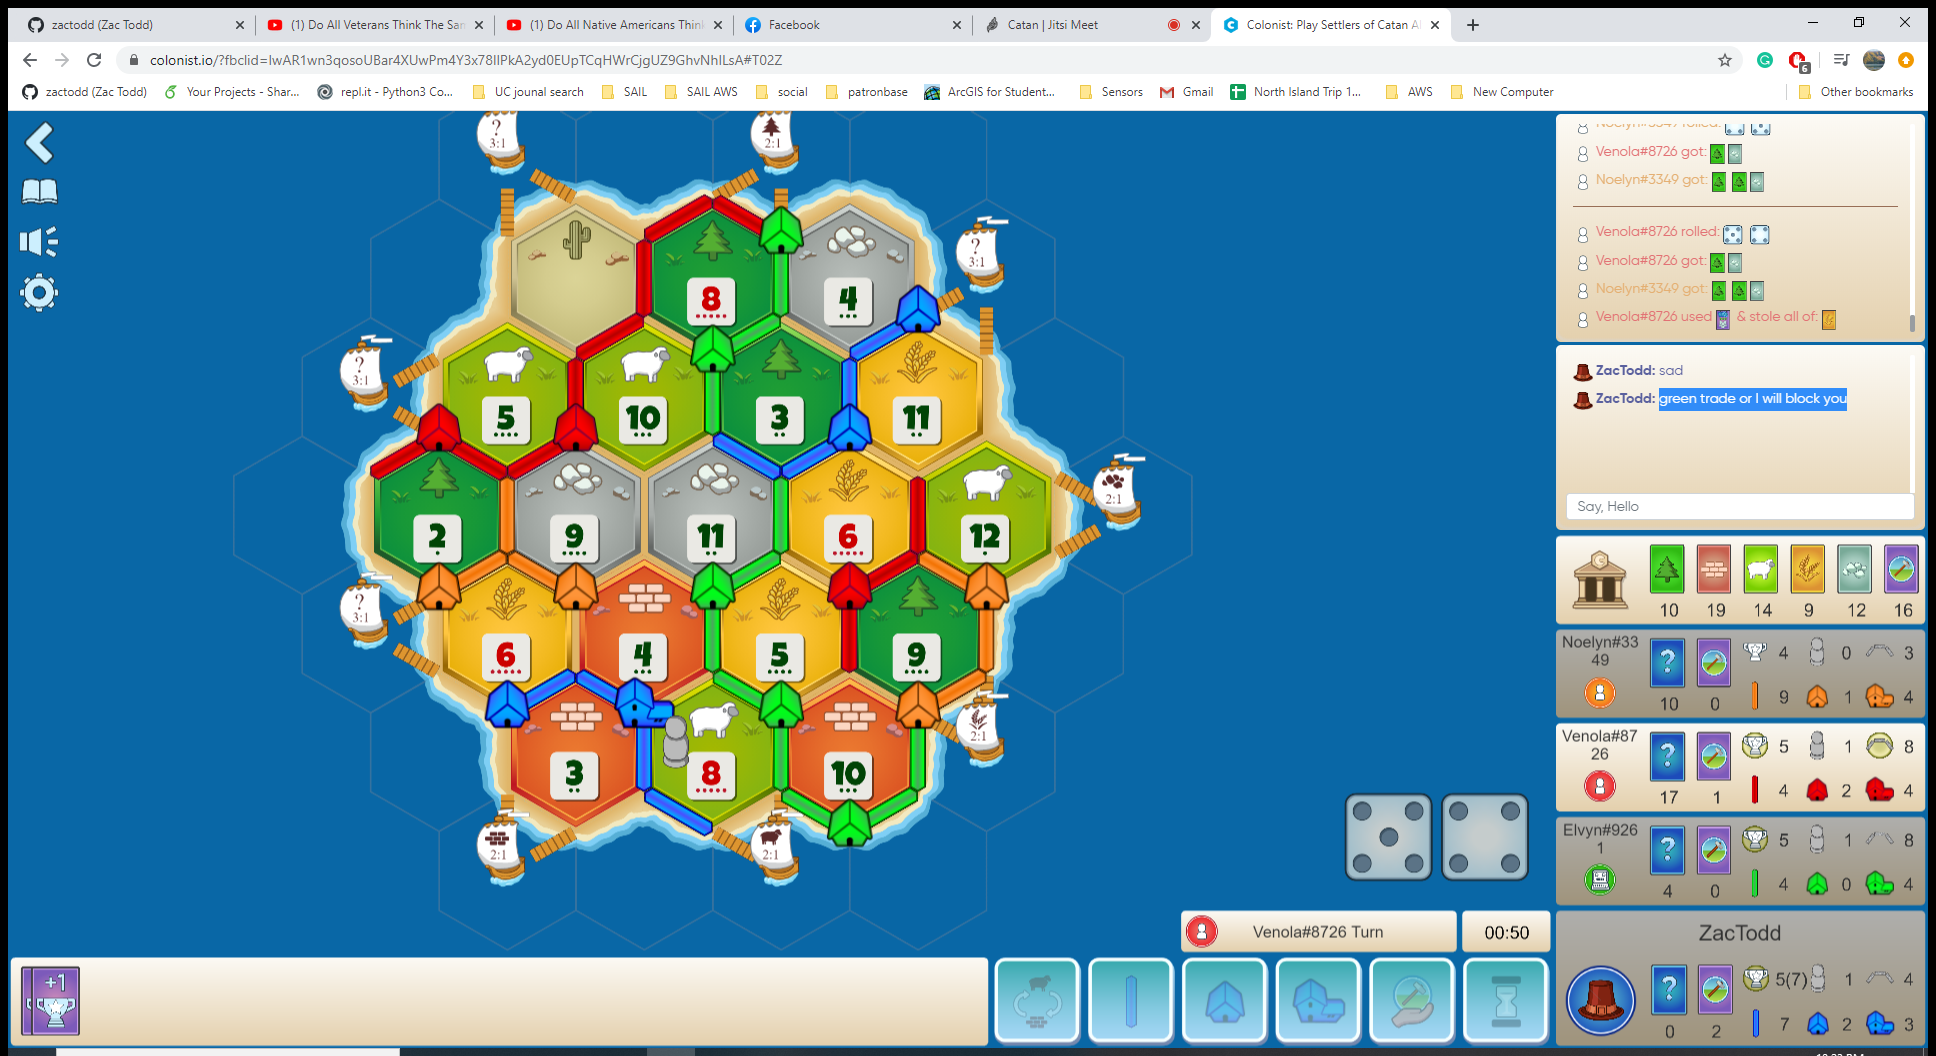 zactodd (Zac Todd)
(1) Do All Veterans Think The Sam
(1) Do All Native Americans Think
Facebook
Catan | Jitsi Meet
Colonist: Play Settlers of Catan Al
colonist.io/?fbclid=IwAR1wn3qosoUBar4XUwPm4Y3x78IlPkA2yd0EUpTCqHWrCjgUZ9GhvNhILsA#T02Z
6
zactodd (Zac Todd)
Your Projects - Shar...
repl.it - Python3 Co...
UC jounal search
SAIL
SAIL AWS
social
patronbase
ArcGIS for Student...
Sensors
Gmail
North Island Trip 1...
AWS
New Computer
Other bookmarks
? 3:1
2:1
? 3:1
8
4
? 3:1
5
10
3
11
2:1
2
9
11
6
12
? 3:1
6
4
5
9
2:1
3
8
10
2:1
2:1
Noelyn#3349 rolled:
Venola#8726 got:
Noelyn#3349 got:
Venola#8726 rolled:
Venola#8726 got:
Noelyn#3349 got:
Venola#8726 used & stole all of:
ZacTodd: sad
ZacTodd: green trade or I will block you
Say, Hello
10 19 14 9 12 16
Noelyn#33
49
? 4 0 3
10 0 9 1 4
Venola#87
26
? 5 1 8
17 1 4 2 4
Elvyn#926
1
? 5 1 8
4 0 4 0 4
Venola#8726 Turn
00:50
ZacTodd
? 5(7) 1 4
0 2 7 2 3
+1